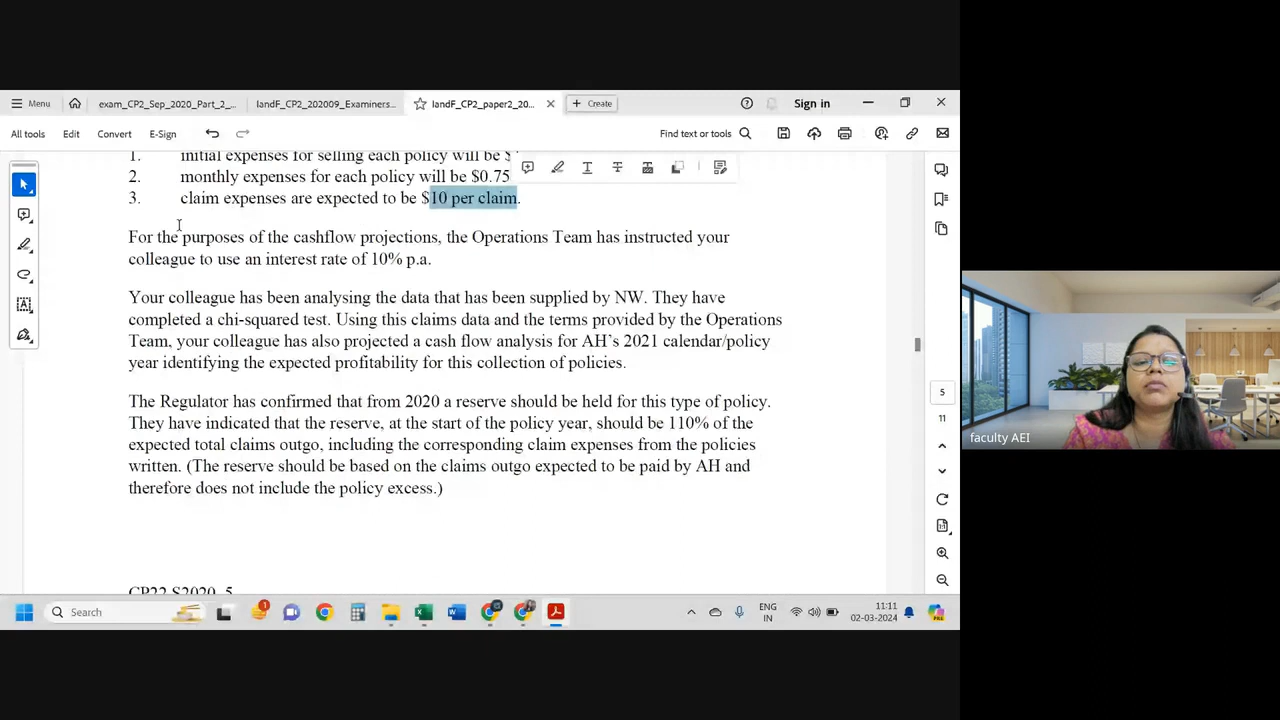 Menu
exam_CP2_Sep_2020_Part_2_...
IandF_CP2_202009_Examiners...
IandF_CP2_paper2_20...
Create
Sign in
All tools
Edit
Convert
E-Sign
Find text or tools
1. initial expenses for selling each policy will be $
2. monthly expenses for each policy will be $0.75
3. claim expenses are expected to be $10 per claim.
For the purposes of the cashflow projections, the Operations Team has instructed your
colleague to use an interest rate of 10% p.a.
Your colleague has been analysing the data that has been supplied by NW. They have
completed a chi-squared test. Using this claims data and the terms provided by the Operations
Team, your colleague has also projected a cash flow analysis for AH's 2021 calendar/policy
year identifying the expected profitability for this collection of policies.
The Regulator has confirmed that from 2020 a reserve should be held for this type of policy.
They have indicated that the reserve, at the start of the policy year, should be 110% of the
expected total claims outgo, including the corresponding claim expenses from the policies
written. (The reserve should be based on the claims outgo expected to be paid by AH and
therefore does not include the policy excess.)
CP22 S2020–5
5
11
faculty AEI
Search
1
ENG
IN
11:11
02-03-2024